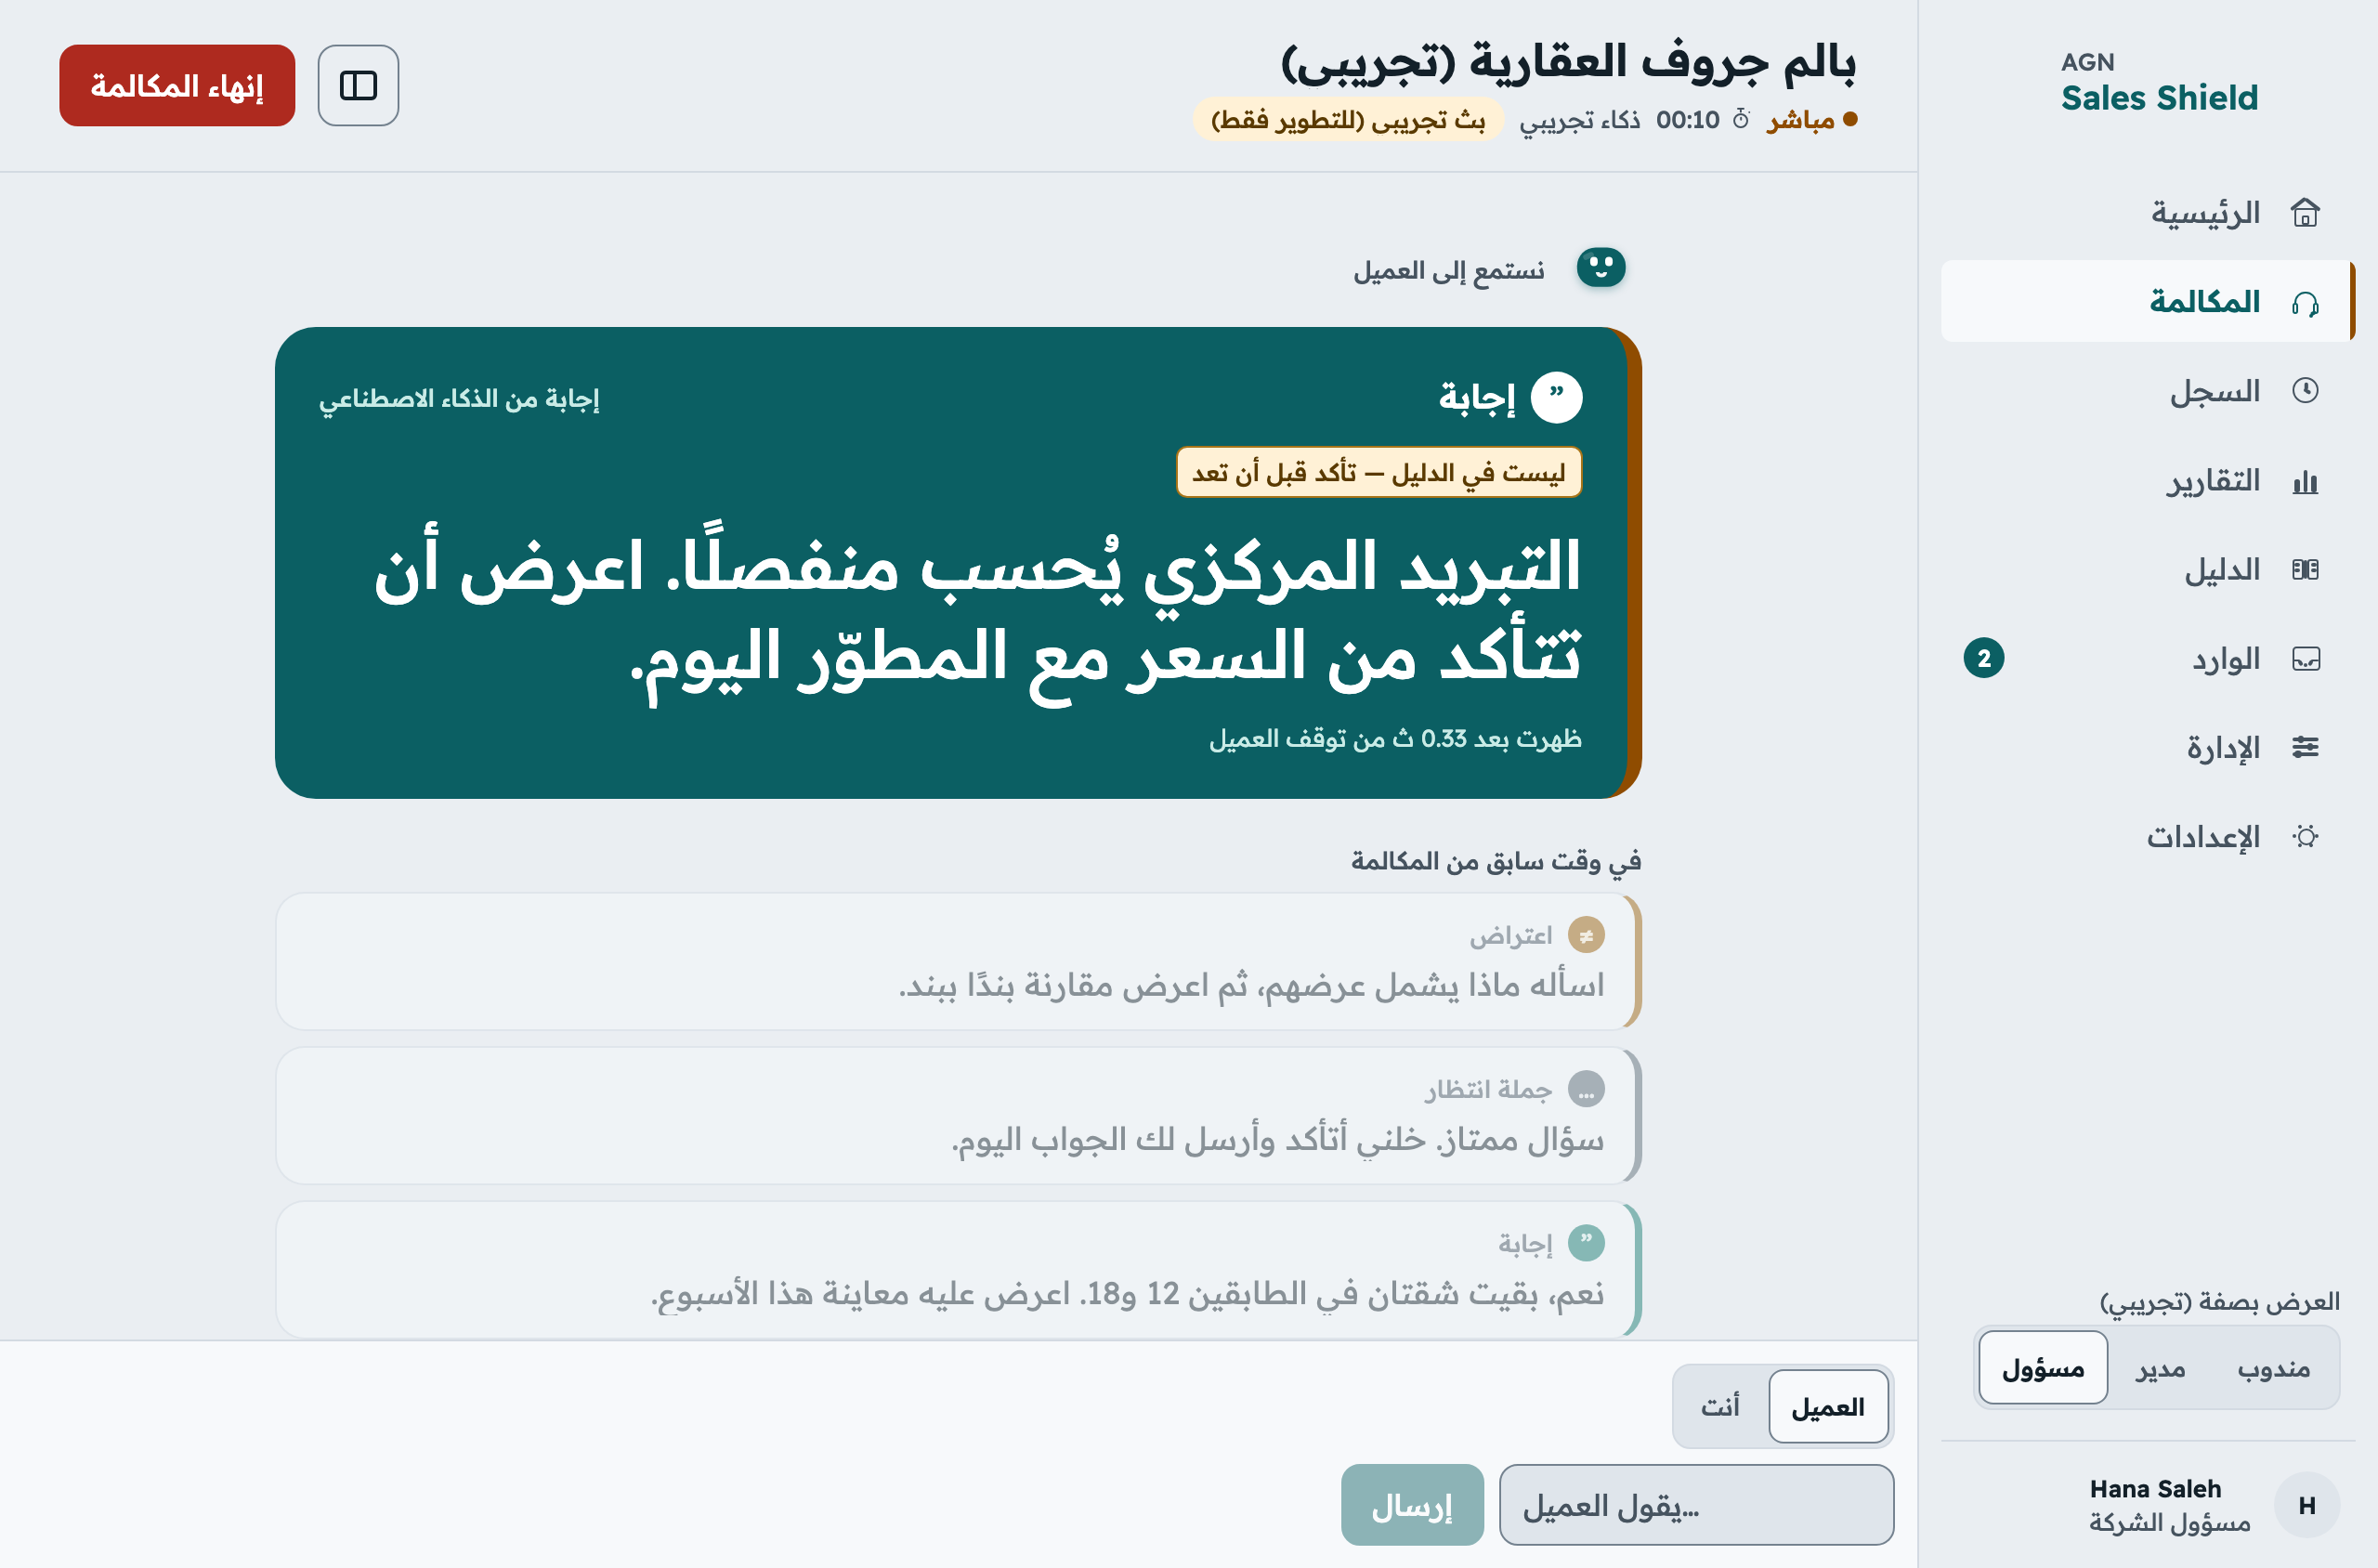 AGN
Sales Shield
الرئيسية
المكالمة
السجل
التقارير
الدليل
الوارد
2
الإدارة
الإعدادات
العرض بصفة (تجريبي)
مندوب
مدير
مسؤول
H
Hana Saleh
مسؤول الشركة
بالم جروف العقارية (تجريبي)
مباشر
00:10
ذكاء تجريبي
بث تجريبي (للتطوير فقط)
إنهاء المكالمة
نستمع إلى العميل
إجابة
إجابة من الذكاء الاصطناعي
ليست في الدليل — تأكد قبل أن تعد
التبريد المركزي يُحسب منفصلًا. اعرض أن
تتأكد من السعر مع المطوّر اليوم.
ظهرت بعد 0.33 ث من توقف العميل
في وقت سابق من المكالمة
≠ اعتراض
اسأله ماذا يشمل عرضهم، ثم اعرض مقارنة بندًا ببند.
… جملة انتظار
سؤال ممتاز. خلني أتأكد وأرسل لك الجواب اليوم.
” إجابة
نعم، بقيت شقتان في الطابقين 12 و18. اعرض عليه معاينة هذا الأسبوع.
العميل
أنت
يقول العميل…
إرسال